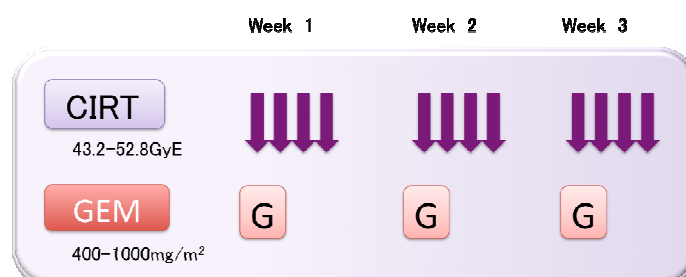 Week 1 Week 2 Week 3
CIRT
43.2-52.8GyE
GEM G G G
400-1000mg/m²